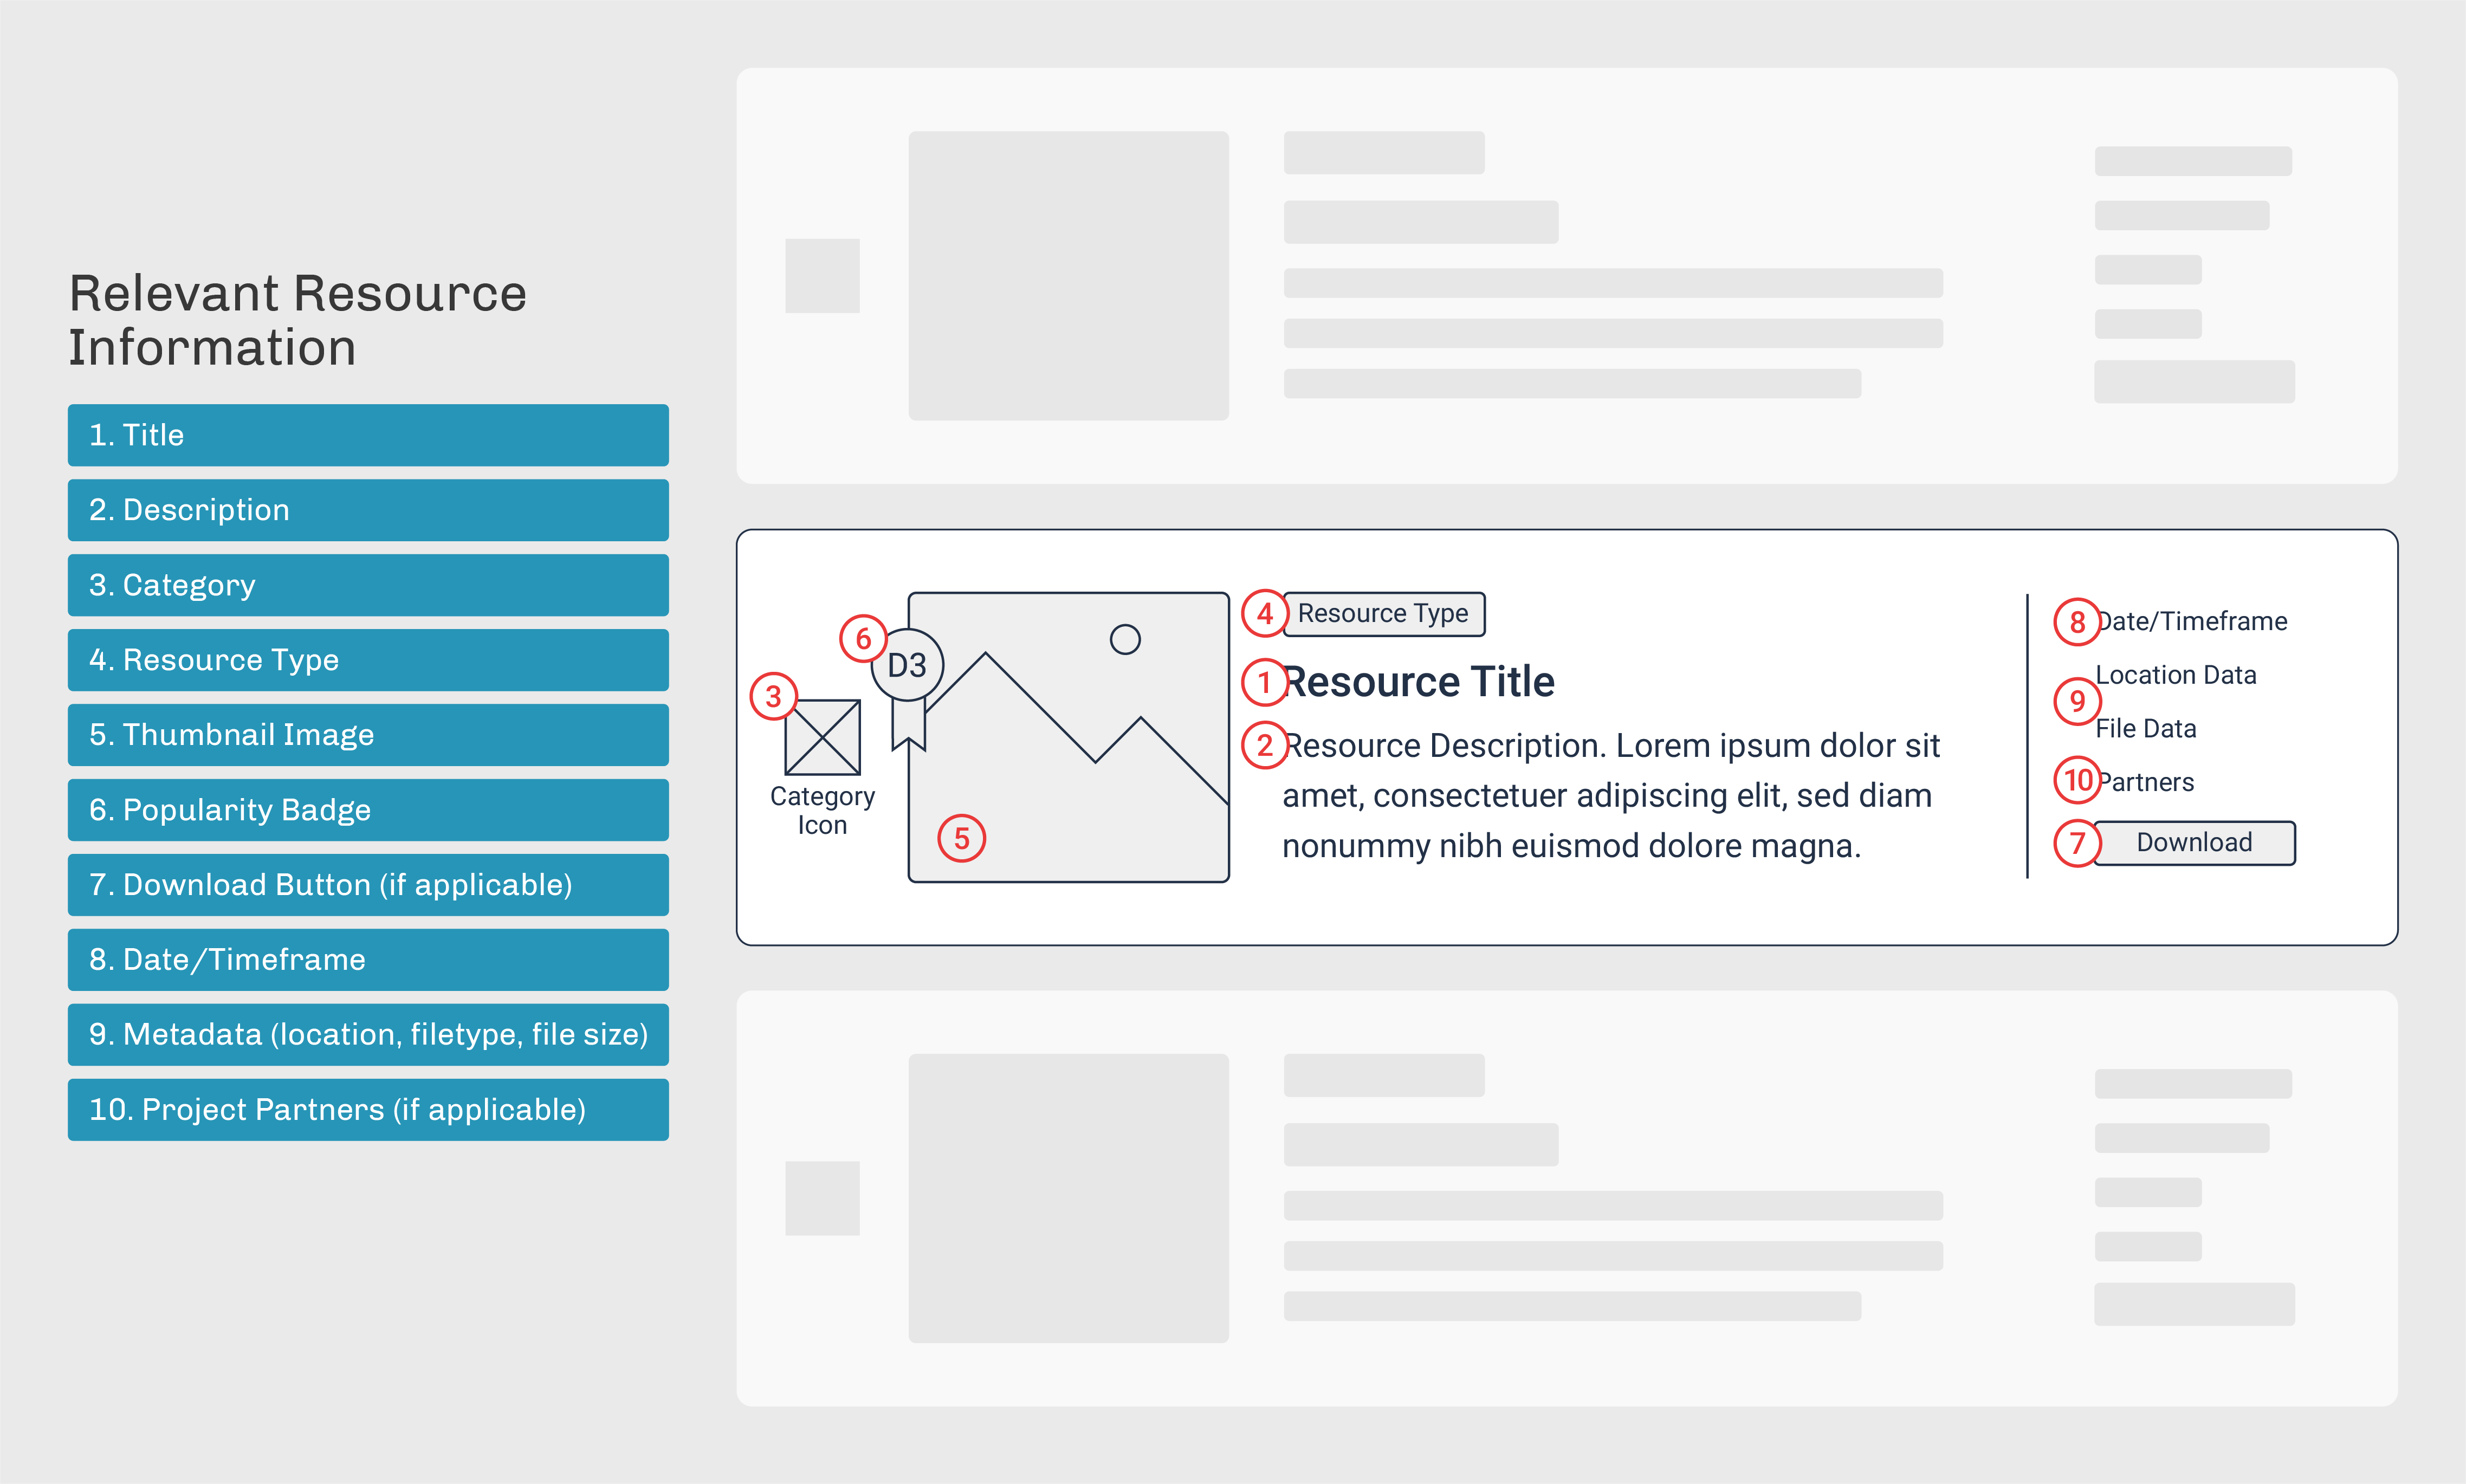 Relevant Resource
Information
1. Title
2. Description
3. Category
4. Resource Type
5. Thumbnail Image
6. Popularity Badge
7. Download Button (if applicable)
8. Date/Timeframe
9. Metadata (location, filetype, file size)
10. Project Partners (if applicable)
3
Category
Icon
6
D3
5
4 Resource Type
1 Resource Title
2 Resource Description. Lorem ipsum dolor sit
amet, consectetuer adipiscing elit, sed diam
nonummy nibh euismod dolore magna.
8 Date/Timeframe
Location Data
9
File Data
10 Partners
7 Download